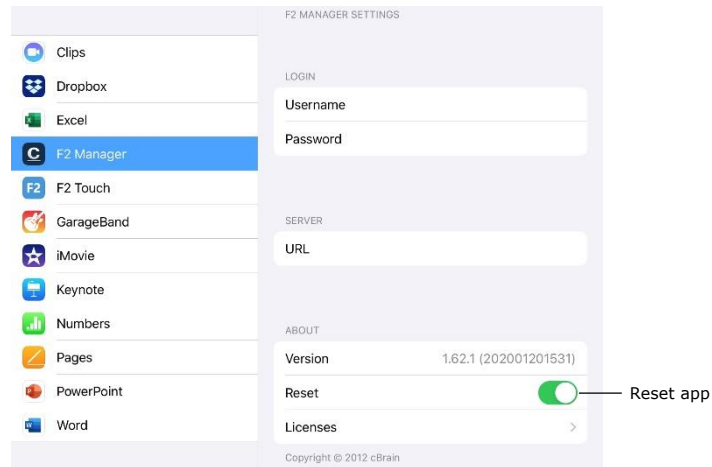 F2 MANAGER SETTINGS
Clips
Dropbox
Excel
F2 Manager
F2 Touch
GarageBand
iMovie
Keynote
Numbers
Pages
PowerPoint
Word
LOGIN
Username
Password
SERVER
URL
ABOUT
Version 1.62.1 (202001201531)
Reset
Reset app
Licenses
Copyright © 2012 cBrain